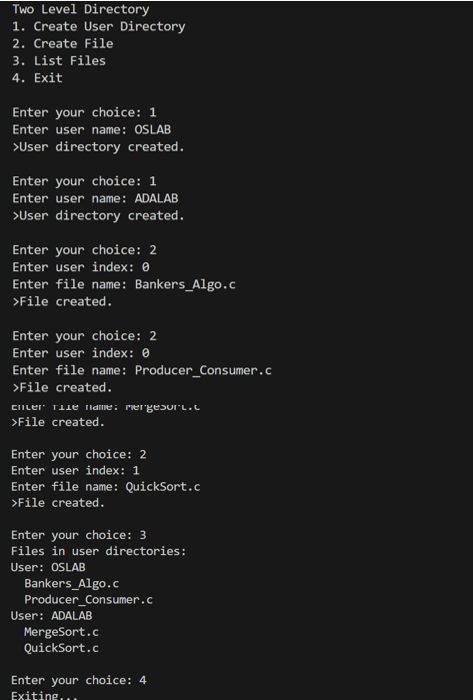 Two Level Directory
1. Create User Directory
2. Create File
3. List Files
4. Exit
Enter your choice: 1
Enter user name: OSLAB
>User directory created.
Enter your choice: 1
Enter user name: ADALAB
>User directory created.
Enter your choice: 2
Enter user index: 0
Enter file name: Bankers_Algo.c
>File created.
Enter your choice: 2
Enter user index: 0
Enter file name: Producer_Consumer.c
>File created.
Enter file name: MergeSort.c
>File created.
Enter your choice: 2
Enter user index: 1
Enter file name: QuickSort.c
>File created.
Enter your choice: 3
Files in user directories:
User: OSLAB
  Bankers_Algo.c
  Producer_Consumer.c
User: ADALAB
  MergeSort.c
  QuickSort.c
Enter your choice: 4
Exiting...